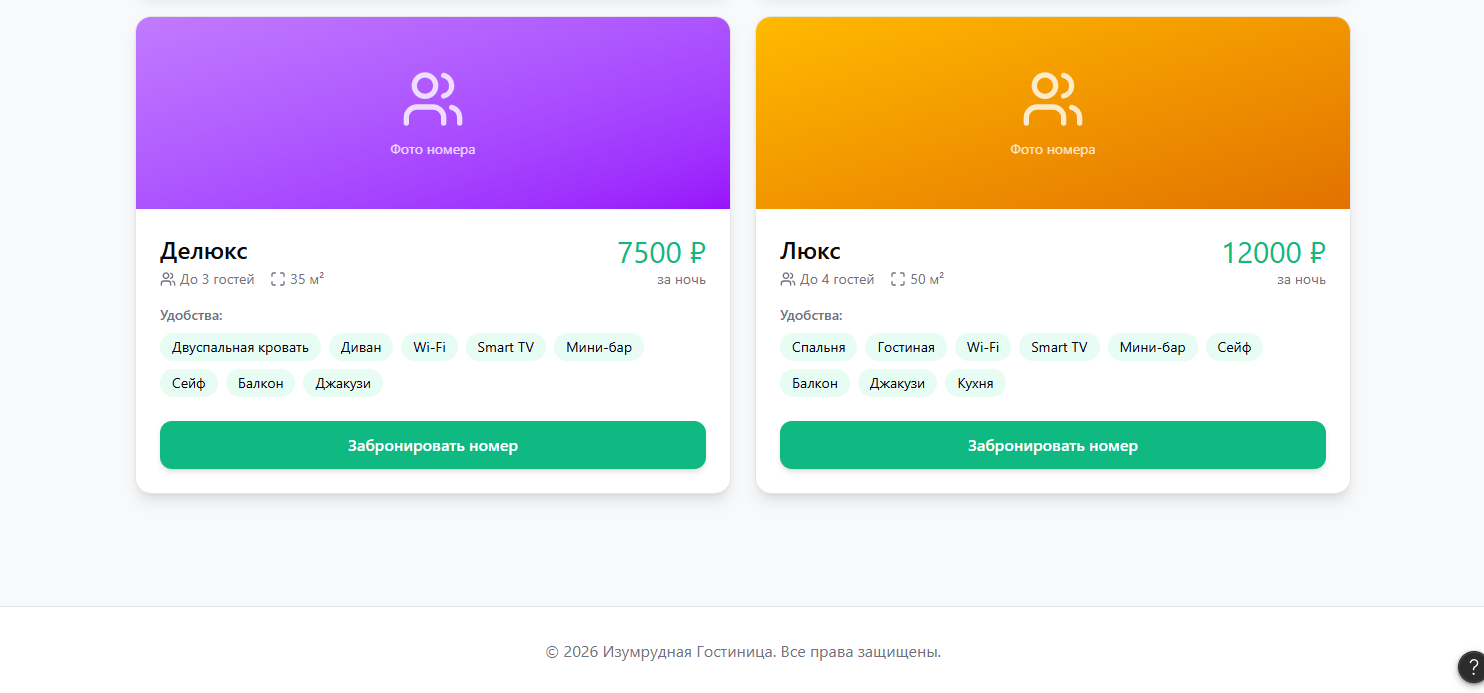 Фото номера
Делюкс
7500 ₽
До 3 гостей 35 м²
за ночь
Удобства:
Двуспальная кровать Диван Wi-Fi Smart TV Мини-бар
Сейф Балкон Джакузи
Забронировать номер
Фото номера
Люкс
12000 ₽
До 4 гостей 50 м²
за ночь
Удобства:
Спальня Гостиная Wi-Fi Smart TV Мини-бар Сейф
Балкон Джакузи Кухня
Забронировать номер
© 2026 Изумрудная Гостиница. Все права защищены.
?